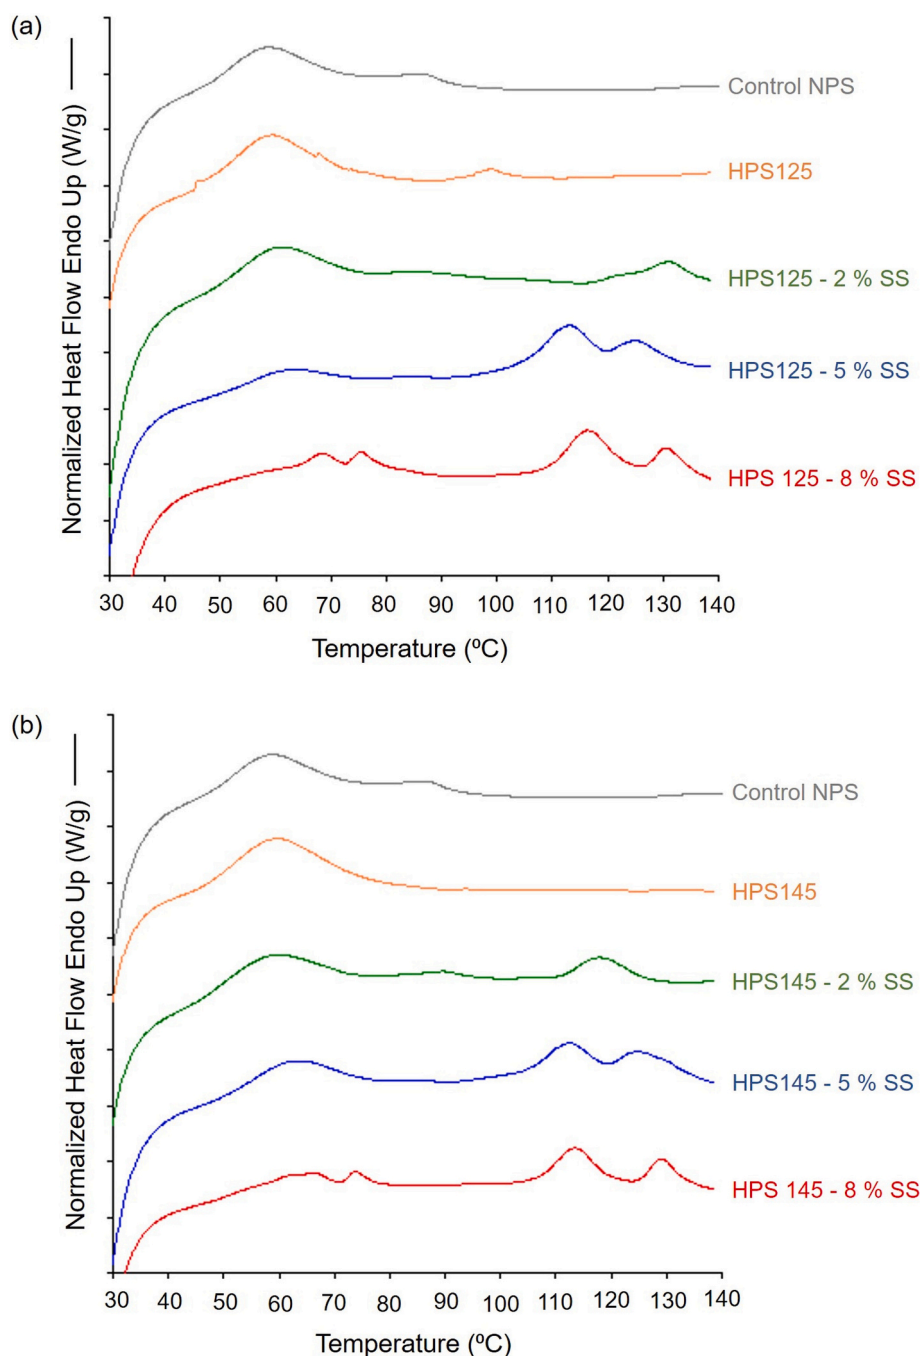 (a)
Normalized Heat Flow Endo Up (W/g)
Control NPS
HPS125
HPS125 - 2 % SS
HPS125 - 5 % SS
HPS 125 - 8 % SS
30 40 50 60 70 80 90 100 110 120 130 140
Temperature (ºC)
(b)
Normalized Heat Flow Endo Up (W/g)
Control NPS
HPS145
HPS145 - 2 % SS
HPS145 - 5 % SS
HPS 145 - 8 % SS
30 40 50 60 70 80 90 100 110 120 130 140
Temperature (ºC)